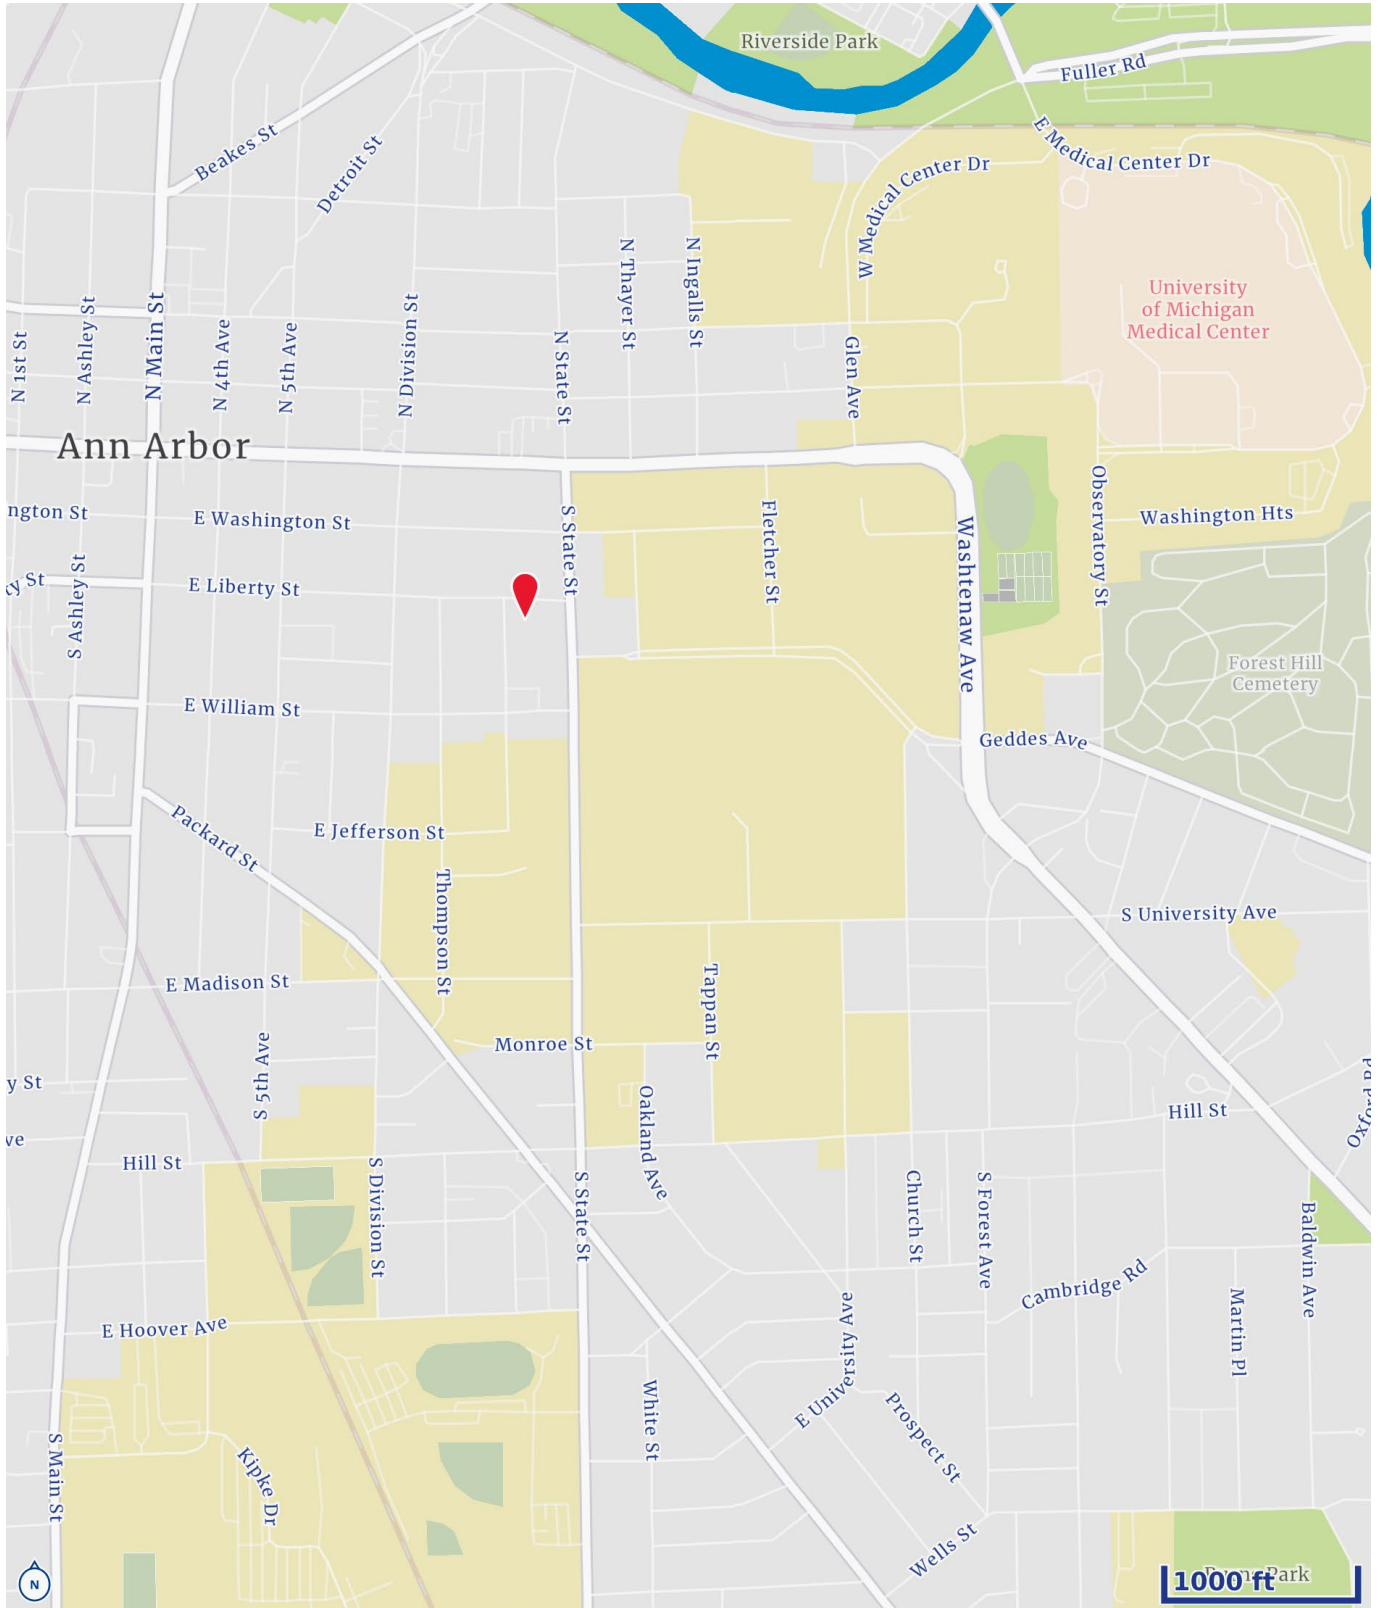 Riverside Park
Fuller Rd
E Medical Center Dr
Beakes St
Detroit St
W Medical Center Dr
N Thayer St
N Ingalls St
University
of Michigan
Medical Center
N 1st St
N Ashley St
N Main St
N 4th Ave
N 5th Ave
N Division St
N State St
Glen Ave
Ann Arbor
ngton St
E Washington St
S State St
Fletcher St
Washtenaw Ave
Observatory St
Washington Hts
ty St
S Ashley St
E Liberty St
Forest Hill
Cemetery
E William St
Geddes Ave
Packard St
E Jefferson St
Thompson St
S University Ave
E Madison St
Tappan St
Monroe St
S 5th Ave
y St
Oakland Ave
Hill St
ve
Hill St
S Division St
S State St
Church St
S Forest Ave
Baldwin Ave
Cambridge Rd
Martin Pl
E Hoover Ave
E University Ave
White St
Prospect St
S Main St
Kipke Dr
Wells St
N
1000 ft
Park